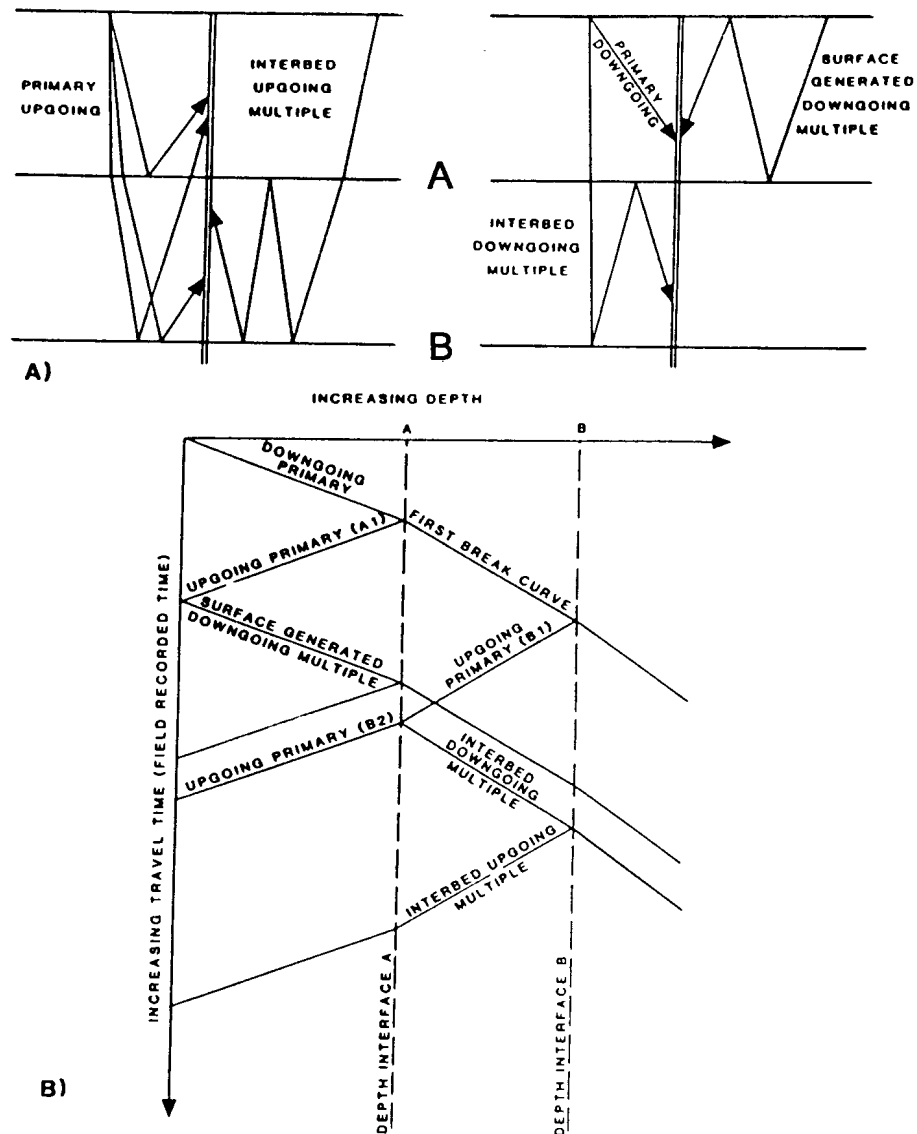 PRIMARY
UPGOING
INTERBED
UPGOING
MULTIPLE
PRIMARY
DOWNGOING
SURFACE
GENERATED
DOWNGOING
MULTIPLE
A
INTERBED
DOWNGOING
MULTIPLE
B
A)
INCREASING DEPTH
A
B
DOWNGOING
PRIMARY
FIRST BREAK CURVE
UPGOING PRIMARY (A1)
SURFACE GENERATED
DOWNGOING MULTIPLE
UPGOING
PRIMARY (B1)
UPGOING PRIMARY (B2)
INTERBED
DOWNGOING
MULTIPLE
INTERBED UPGOING
MULTIPLE
INCREASING TRAVEL TIME (FIELD RECORDED TIME)
DEPTH INTERFACE A
DEPTH INTERFACE B
B)